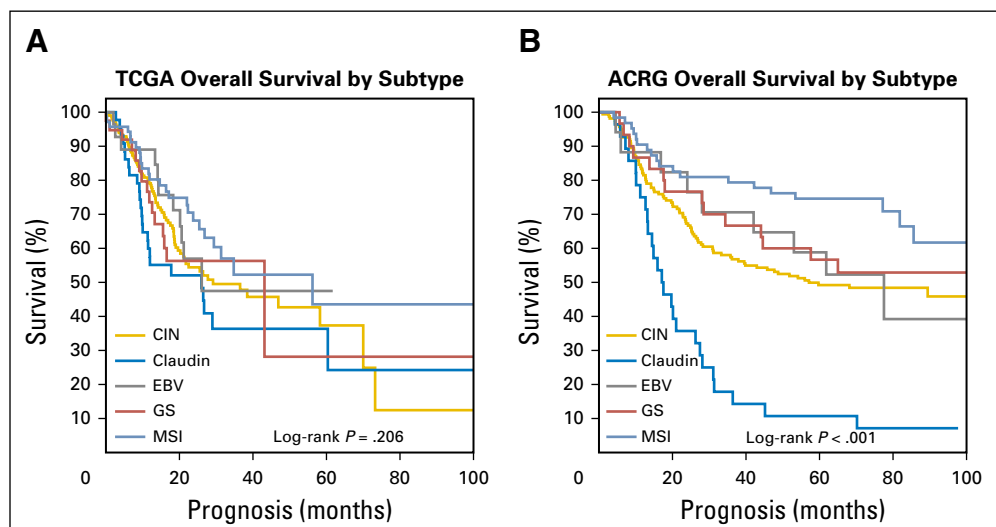 A
TCGA Overall Survival by Subtype
100
90
80
70
60
50
40
30
20
10
0
20
40
60
80
100
Survival (%)
Prognosis (months)
CIN
Claudin
EBV
GS
MSI
Log-rank P = .206
B
ACRG Overall Survival by Subtype
100
90
80
70
60
50
40
30
20
10
0
20
40
60
80
100
Survival (%)
Prognosis (months)
CIN
Claudin
EBV
GS
MSI
Log-rank P < .001